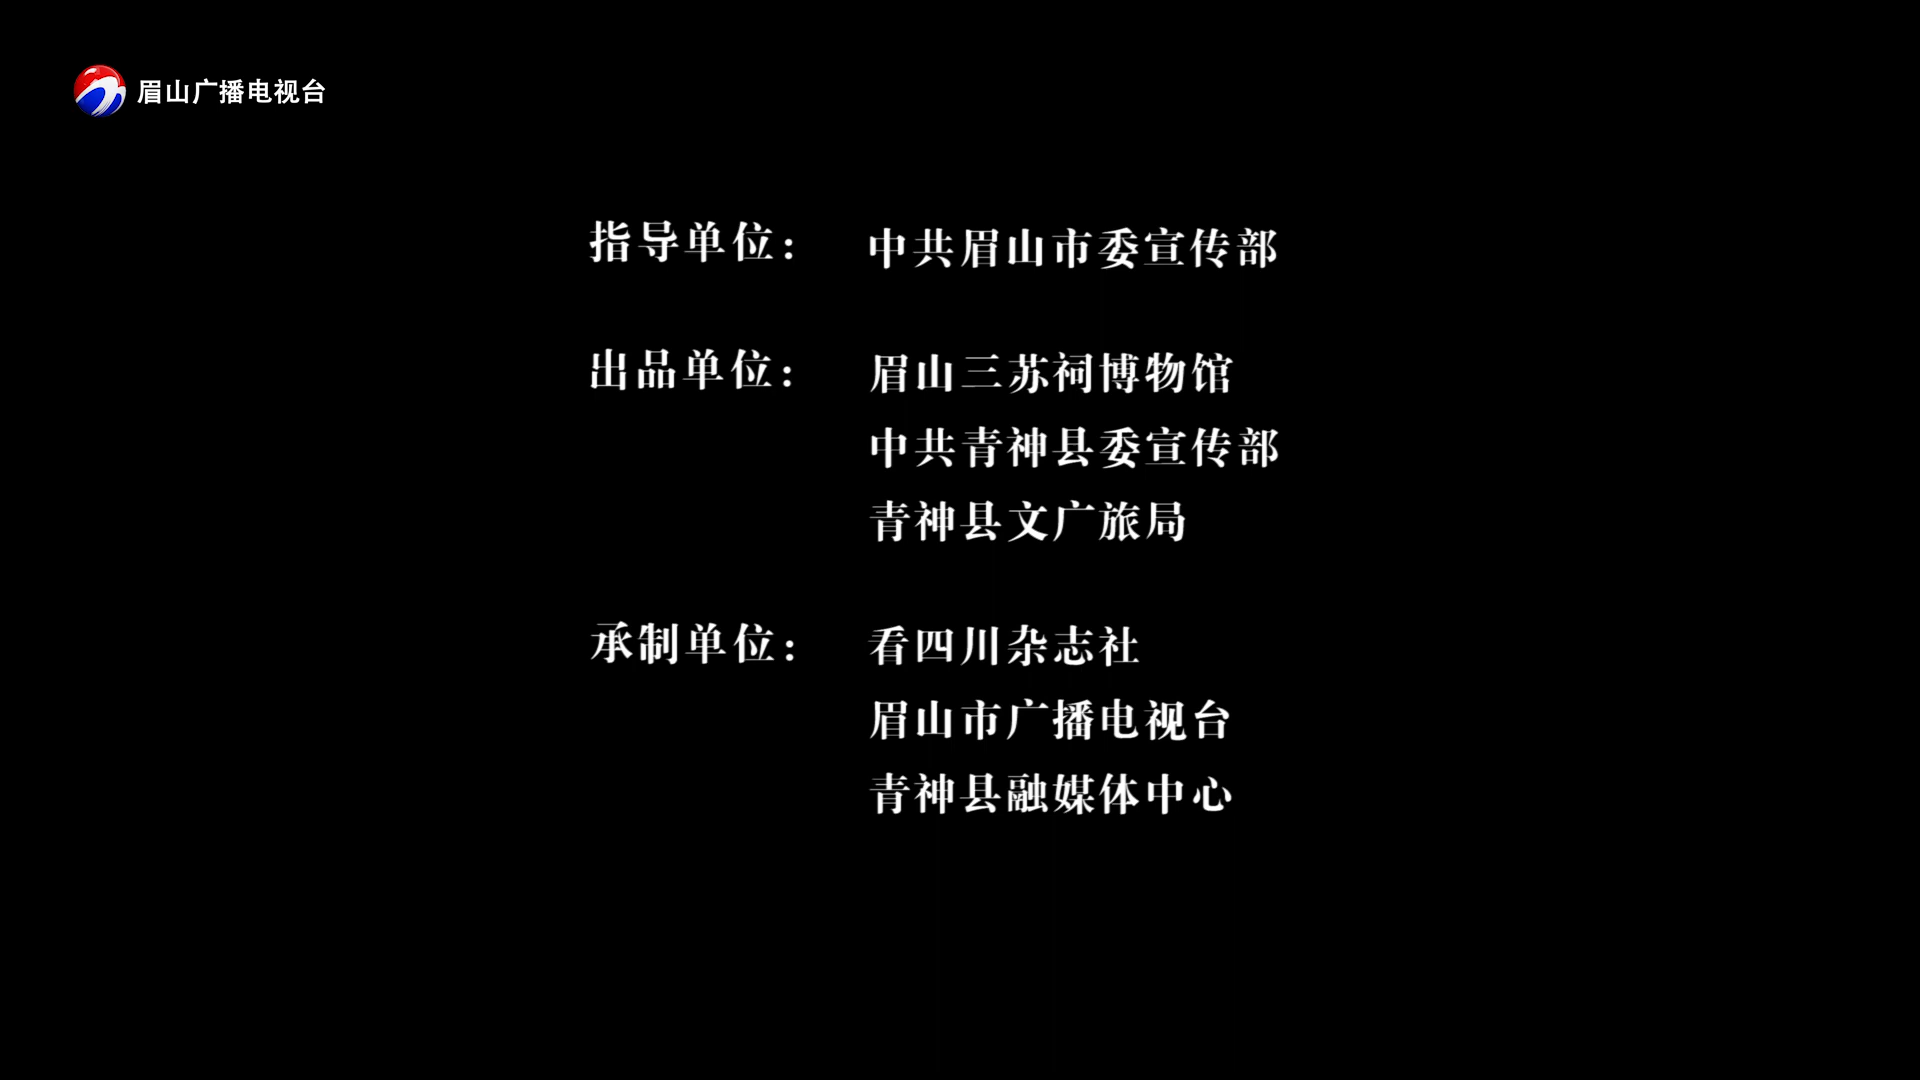 眉山广播电视台
指导单位： 中共眉山市委宣传部
出品单位： 眉山三苏祠博物馆
中共青神县委宣传部
青神县文广旅局
承制单位： 看四川杂志社
眉山市广播电视台
青神县融媒体中心